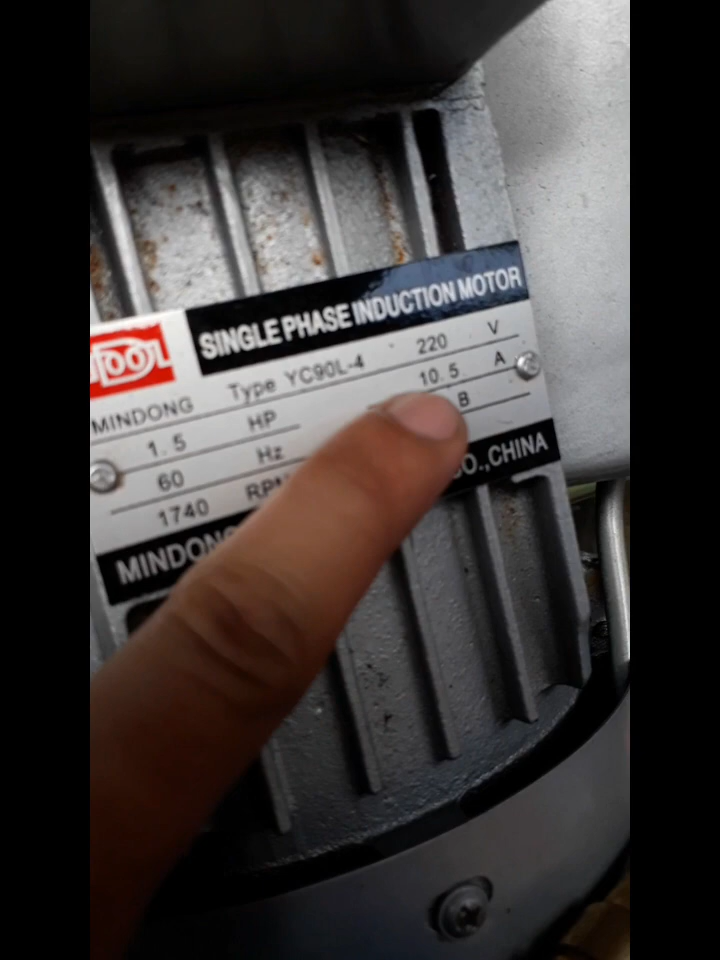 SINGLE PHASE INDUCTION MOTOR
MINDONG Type YC90L-4 220 V
1.5 HP 10.5 A
60 Hz B
1740
MINDONG CO.,CHINA